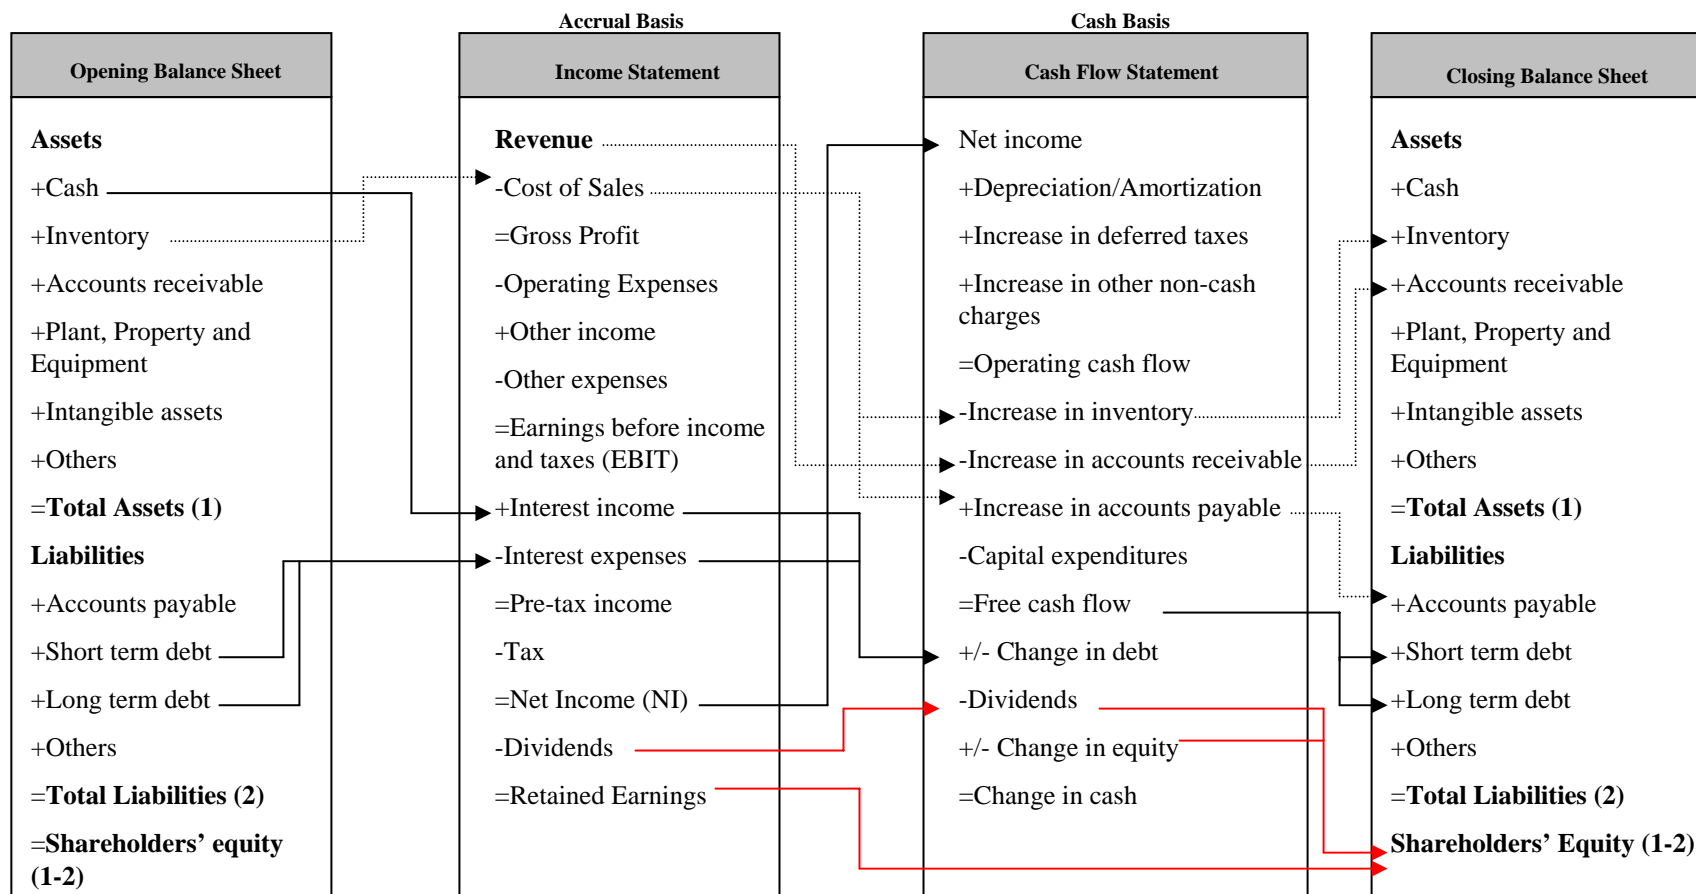 Accrual Basis
Cash Basis
Opening Balance Sheet
Assets
+Cash
+Inventory
+Accounts receivable
+Plant, Property and
Equipment
+Intangible assets
+Others
=Total Assets (1)
Liabilities
+Accounts payable
+Short term debt
+Long term debt
+Others
=Total Liabilities (2)
=Shareholders’ equity
(1-2)
Income Statement
Revenue
-Cost of Sales
=Gross Profit
-Operating Expenses
+Other income
-Other expenses
=Earnings before income
and taxes (EBIT)
+Interest income
-Interest expenses
=Pre-tax income
-Tax
=Net Income (NI)
-Dividends
=Retained Earnings
Cash Flow Statement
Net income
+Depreciation/Amortization
+Increase in deferred taxes
+Increase in other non-cash
charges
=Operating cash flow
-Increase in inventory
-Increase in accounts receivable
+Increase in accounts payable
-Capital expenditures
=Free cash flow
+/- Change in debt
-Dividends
+/- Change in equity
=Change in cash
Closing Balance Sheet
Assets
+Cash
+Inventory
+Accounts receivable
+Plant, Property and
Equipment
+Intangible assets
+Others
=Total Assets (1)
Liabilities
+Accounts payable
+Short term debt
+Long term debt
+Others
=Total Liabilities (2)
Shareholders’ Equity (1-2)